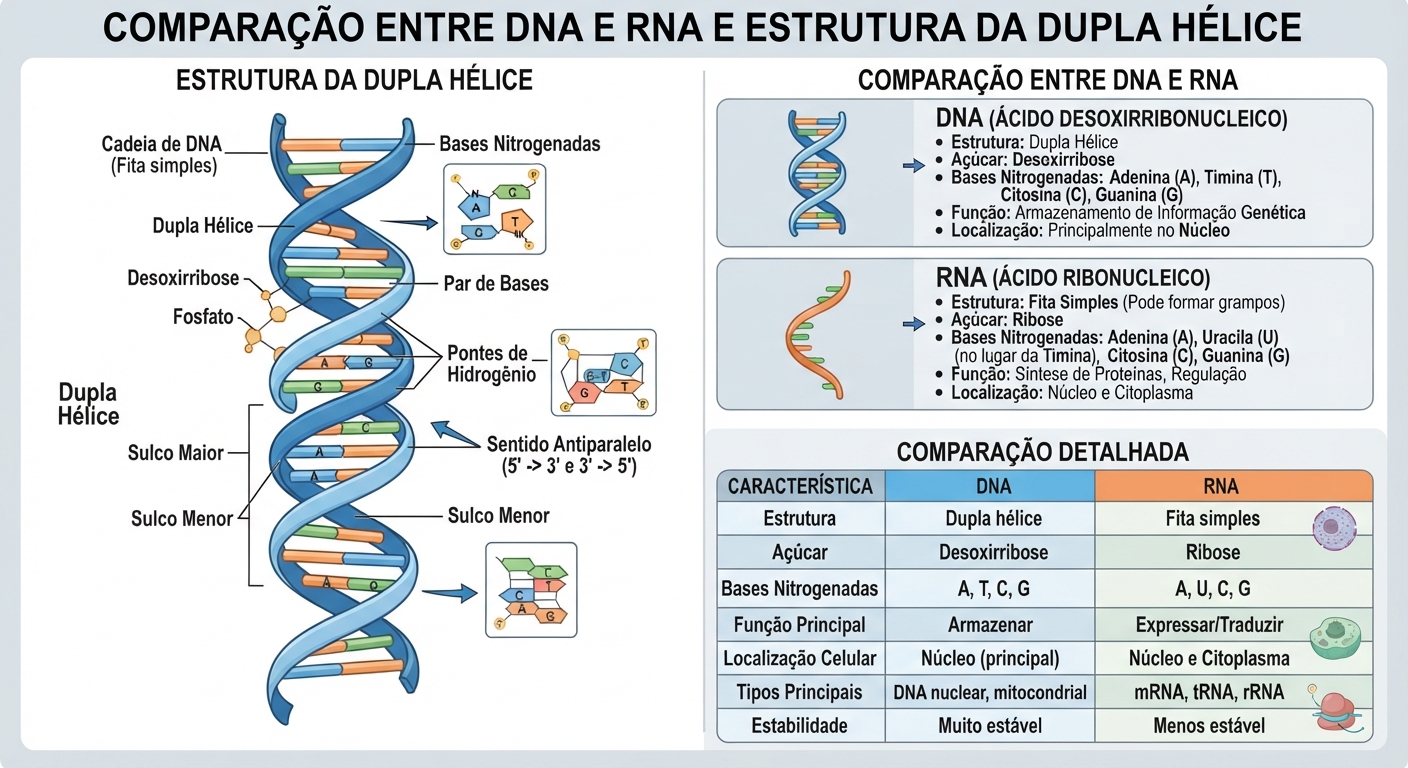 COMPARAÇÃO ENTRE DNA E RNA E ESTRUTURA DA DUPLA HÉLICE
ESTRUTURA DA DUPLA HÉLICE
Cadeia de DNA
(Fita simples)
Bases Nitrogenadas
N
G
A
G
T
Dupla Hélice
Desoxirribose
Par de Bases
Fosfato
A G
G
Pontes de
Hidrogênio
C
G
T
Dupla
Hélice
C
A
A
Sulco Maior
Sentido Antiparalelo
(5' -> 3' e 3' -> 5')
Sulco Menor
Sulco Menor
A
C
T
C
A
G
COMPARAÇÃO ENTRE DNA E RNA
DNA (ÁCIDO DESOXIRRIBONUCLEICO)
• Estrutura: Dupla Hélice
• Açúcar: Desoxirribose
• Bases Nitrogenadas: Adenina (A), Timina (T),
Citosina (C), Guanina (G)
• Função: Armazenamento de Informação Genética
• Localização: Principalmente no Núcleo
RNA (ÁCIDO RIBONUCLEICO)
• Estrutura: Fita Simples (Pode formar grampos)
• Açúcar: Ribose
• Bases Nitrogenadas: Adenina (A), Uracila (U)
(no lugar da Timina), Citosina (C), Guanina (G)
• Função: Síntese de Proteínas, Regulação
• Localização: Núcleo e Citoplasma
COMPARAÇÃO DETALHADA
CARACTERÍSTICA DNA RNA
Estrutura Dupla hélice Fita simples
Açúcar Desoxirribose Ribose
Bases Nitrogenadas A, T, C, G A, U, C, G
Função Principal Armazenar Expressar/Traduzir
Localização Celular Núcleo (principal) Núcleo e Citoplasma
Tipos Principais DNA nuclear, mitocondrial mRNA, tRNA, rRNA
Estabilidade Muito estável Menos estável